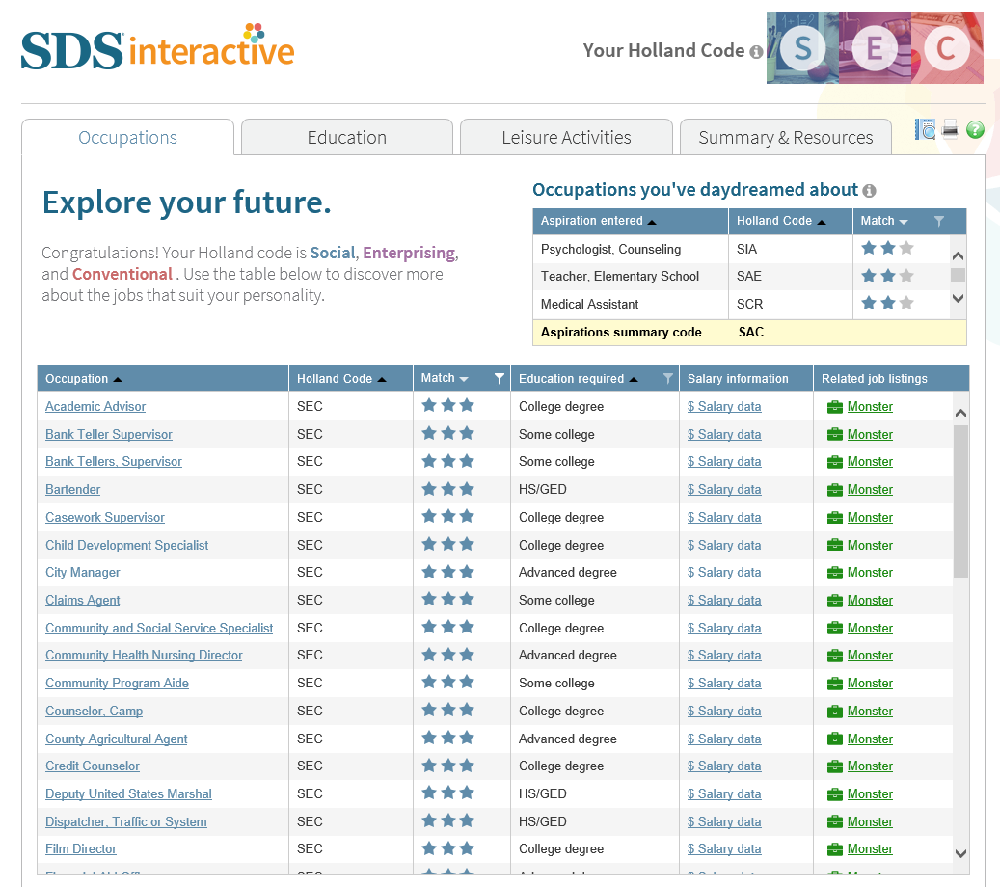 SDS interactive
Your Holland Code
S E C
Occupations
Education
Leisure Activities
Summary & Resources
Explore your future.
Congratulations! Your Holland code is Social, Enterprising,
and Conventional . Use the table below to discover more
about the jobs that suit your personality.
Occupations you've daydreamed about
Aspiration entered Holland Code Match
Psychologist, Counseling SIA
Teacher, Elementary School SAE
Medical Assistant SCR
Aspirations summary code SAC
Occupation Holland Code Match Education required Salary information Related job listings
Academic Advisor SEC College degree $ Salary data Monster
Bank Teller Supervisor SEC Some college $ Salary data Monster
Bank Tellers, Supervisor SEC Some college $ Salary data Monster
Bartender SEC HS/GED $ Salary data Monster
Casework Supervisor SEC College degree $ Salary data Monster
Child Development Specialist SEC College degree $ Salary data Monster
City Manager SEC Advanced degree $ Salary data Monster
Claims Agent SEC Some college $ Salary data Monster
Community and Social Service Specialist SEC College degree $ Salary data Monster
Community Health Nursing Director SEC Advanced degree $ Salary data Monster
Community Program Aide SEC Some college $ Salary data Monster
Counselor, Camp SEC College degree $ Salary data Monster
County Agricultural Agent SEC Advanced degree $ Salary data Monster
Credit Counselor SEC College degree $ Salary data Monster
Deputy United States Marshal SEC HS/GED $ Salary data Monster
Dispatcher, Traffic or System SEC HS/GED $ Salary data Monster
Film Director SEC College degree $ Salary data Monster